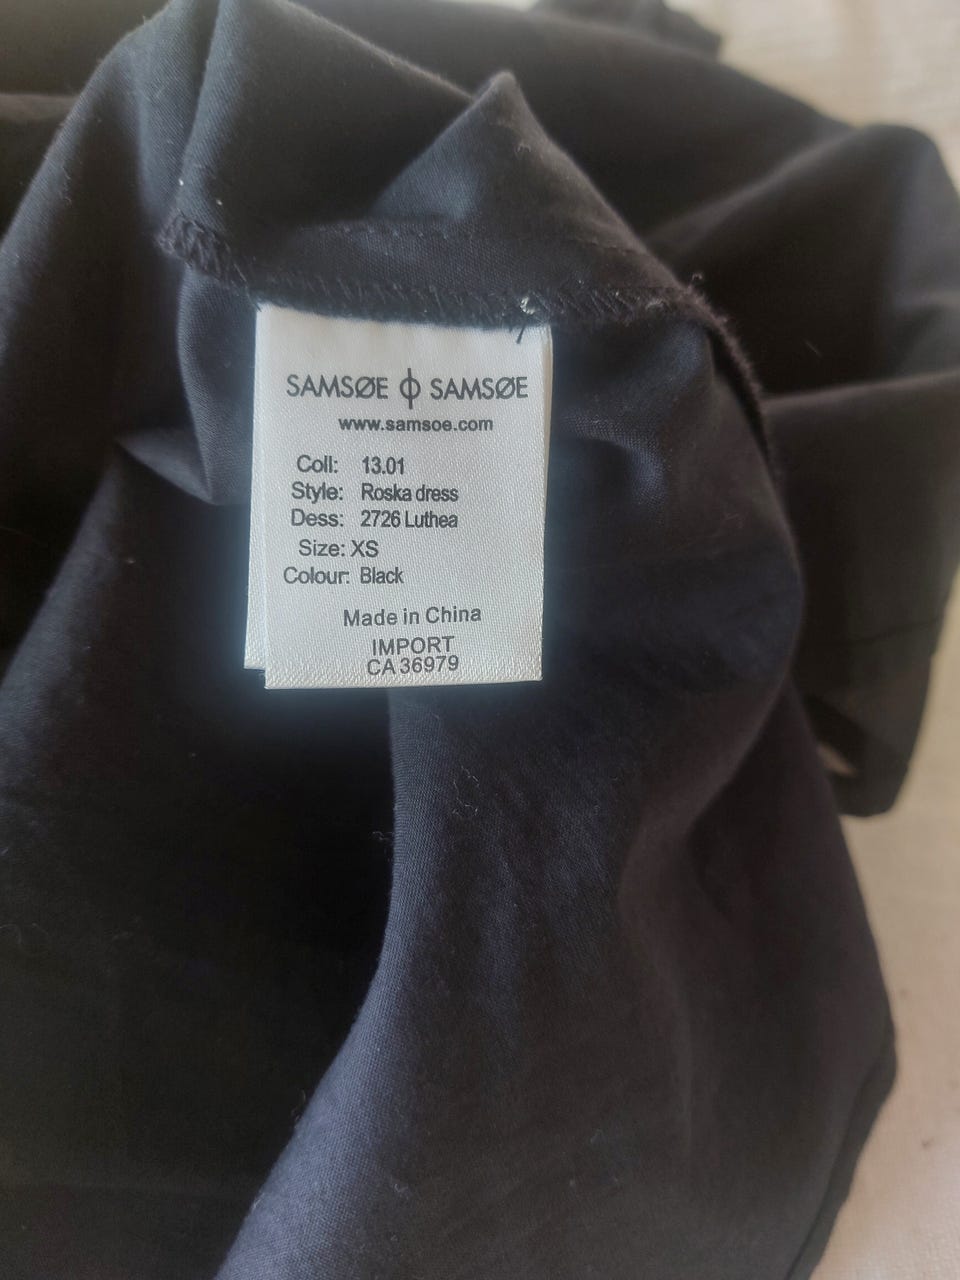 SAMSØE ϕ SAMSØE
www.samsoe.com
Coll: 13.01
Style: Roska dress
Dess: 2726 Luthea
Size: XS
Colour: Black
Made in China
IMPORT
CA 36979